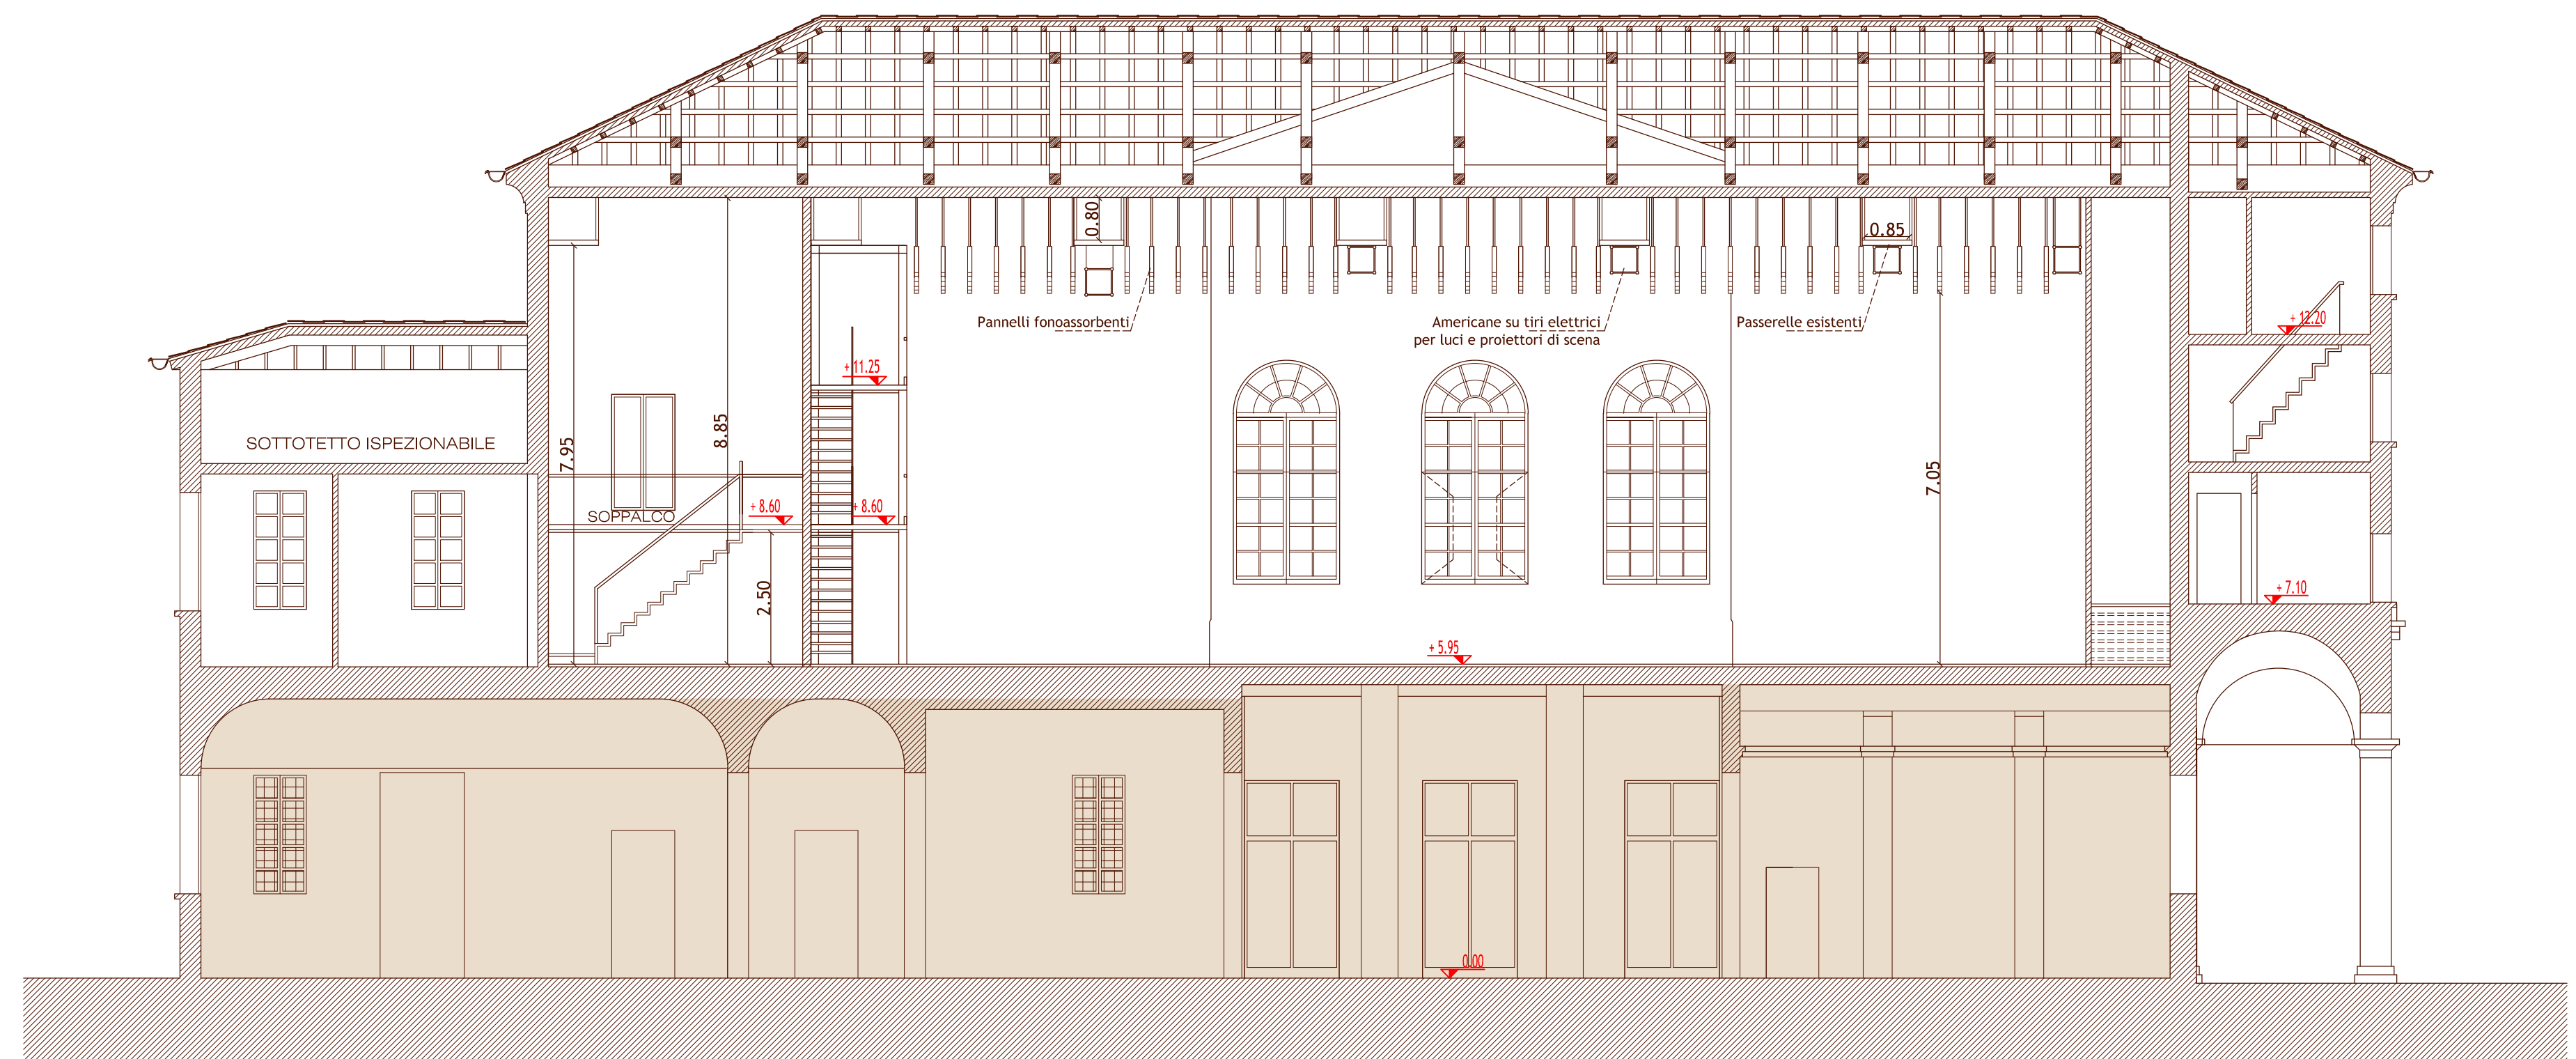 0.80
0.85
Pannelli fonoassorbenti
Americane su tiri elettrici
per luci e proiettori di scena
Passerelle esistenti
+ 12.20
+ 11.25
SOTTOTETTO ISPEZIONABILE
7.95
8.85
7.05
SOPPALCO
+ 8.60
+ 8.60
2.50
+ 7.10
+ 5.95
0.00